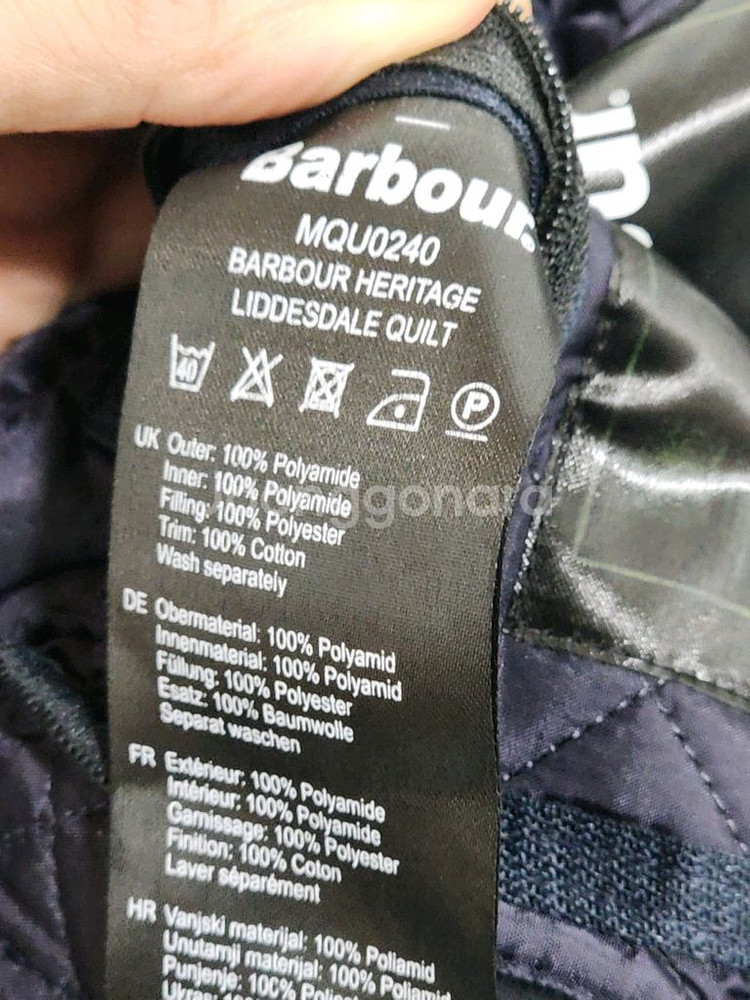 Barbour.
MQU0240
BARBOUR HERITAGE
LIDDESDALE QUILT
40
P
UK Outer: 100% Polyamide
Inner: 100% Polyamide
Filling: 100% Polyester
Trim: 100% Cotton
Wash separately
DE Obermaterial: 100% Polyamid
Innenmaterial: 100% Polyamid
Füllung: 100% Polyester
Esatz: 100% Baumwolle
Separat waschen
FR Extérieur: 100% Polyamide
Intérieur: 100% Polyamide
Garnissage: 100% Polyester
Finition: 100% Coton
Laver séparément
HR Vanjski materijal: 100% Poliamid
Unutarnji materijal: 100% Poliamid
Punjenje: 100%
Ukras: